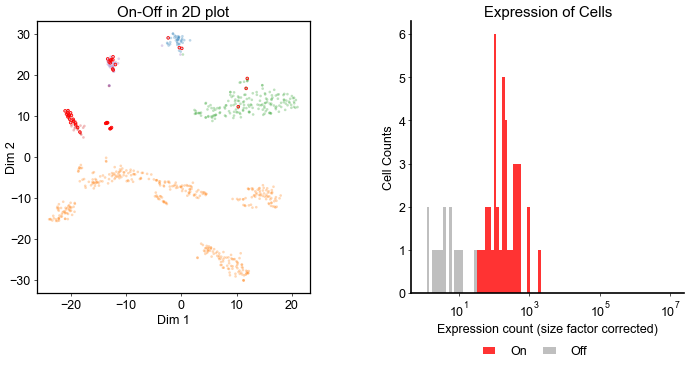 On-Off in 2D plot
30
20
10
0
−10
−20
−30
Dim 2
−20 −10 0 10 20
Dim 1
Expression of Cells
6
5
4
3
2
1
0
Cell Counts
10^1 10^3 10^5 10^7
Expression count (size factor corrected)
On Off